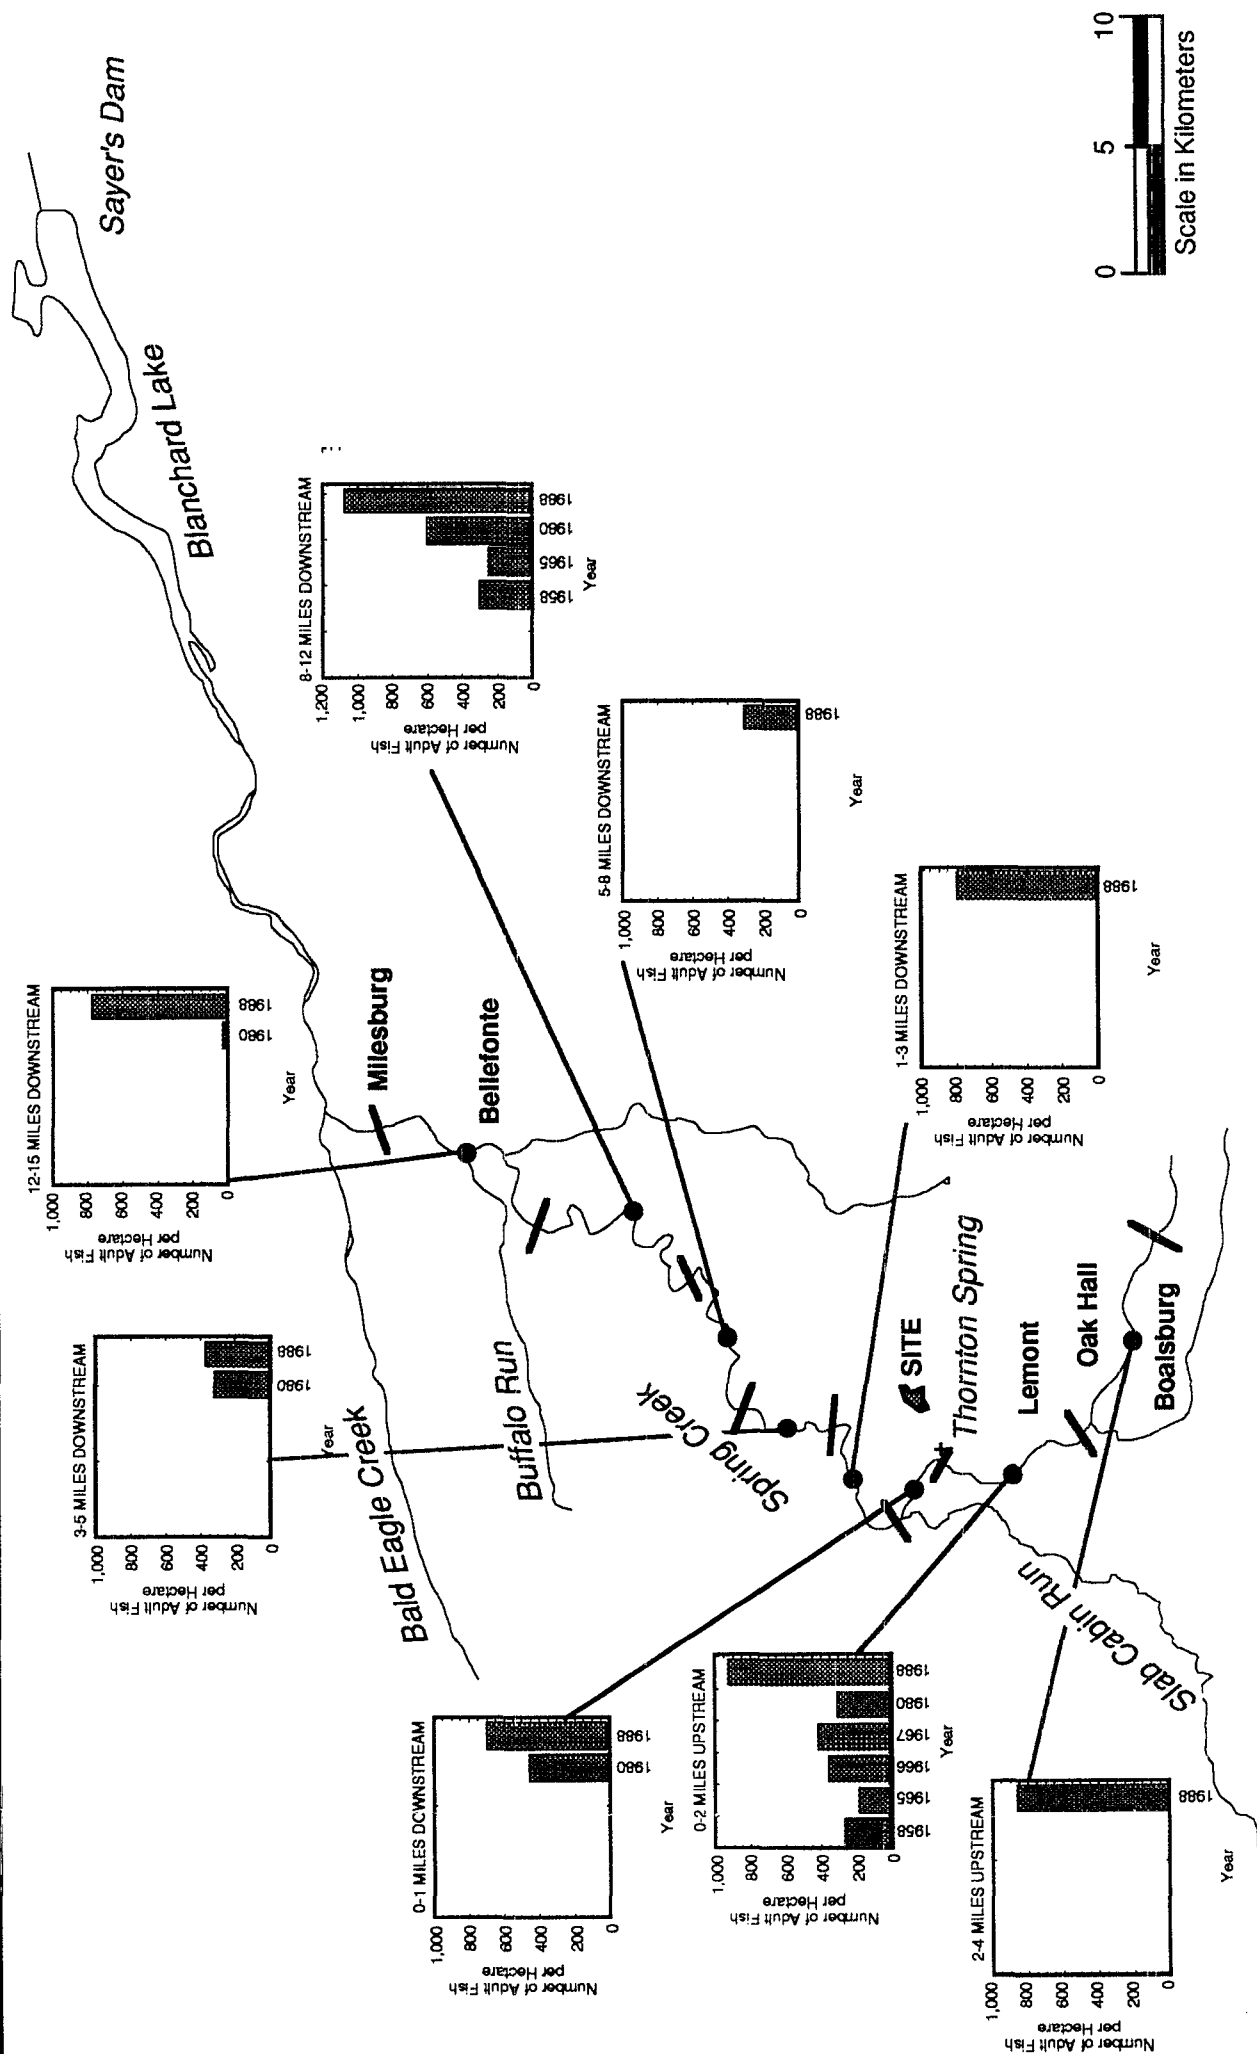 Sayer's Dam
Blanchard Lake
12-15 MILES DOWNSTREAM
Number of Adult Fish
per Hectare
1,000
800
600
400
200
0
1980
1988
Year
3-5 MILES DOWNSTREAM
Number of Adult Fish
per Hectare
1,000
800
600
400
200
0
1980
1988
Year
8-12 MILES DOWNSTREAM
Number of Adult Fish
per Hectare
1,200
1,000
800
600
400
200
0
1958
1965
1980
1988
Year
Milesburg
Bellefonte
Bald Eagle Creek
Buffalo Run
Spring Creek
5-8 MILES DOWNSTREAM
Number of Adult Fish
per Hectare
1,000
800
600
400
200
0
1988
Year
0-1 MILES DOWNSTREAM
Number of Adult Fish
per Hectare
1,000
800
600
400
200
0
1980
1988
Year
1-3 MILES DOWNSTREAM
Number of Adult Fish
per Hectare
1,000
800
600
400
200
0
1988
Year
SITE
Thornton Spring
Lemont
Oak Hall
Boalsburg
Slab Cabin Run
0-2 MILES UPSTREAM
Number of Adult Fish
per Hectare
1,000
800
600
400
200
0
1958
1965
1966
1967
1980
1988
Year
2-4 MILES UPSTREAM
Number of Adult Fish
per Hectare
1,000
800
600
400
200
0
1988
Year
0
5
10
Scale in Kilometers